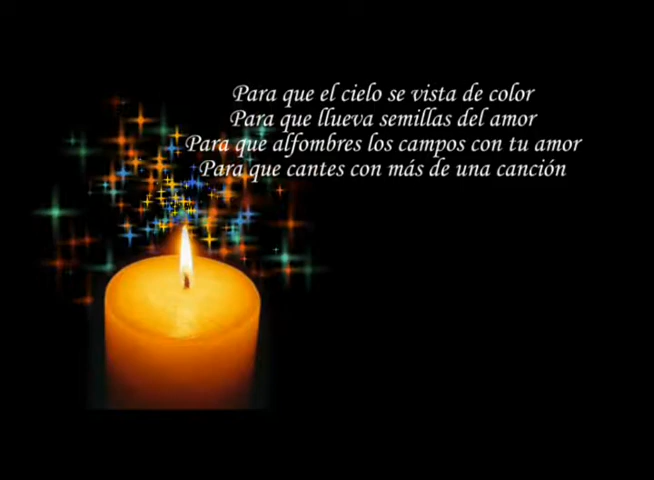 Para que el cielo se vista de color
Para que llueva semillas del amor
Para que alfombres los campos con tu amor
Para que cantes con más de una canción